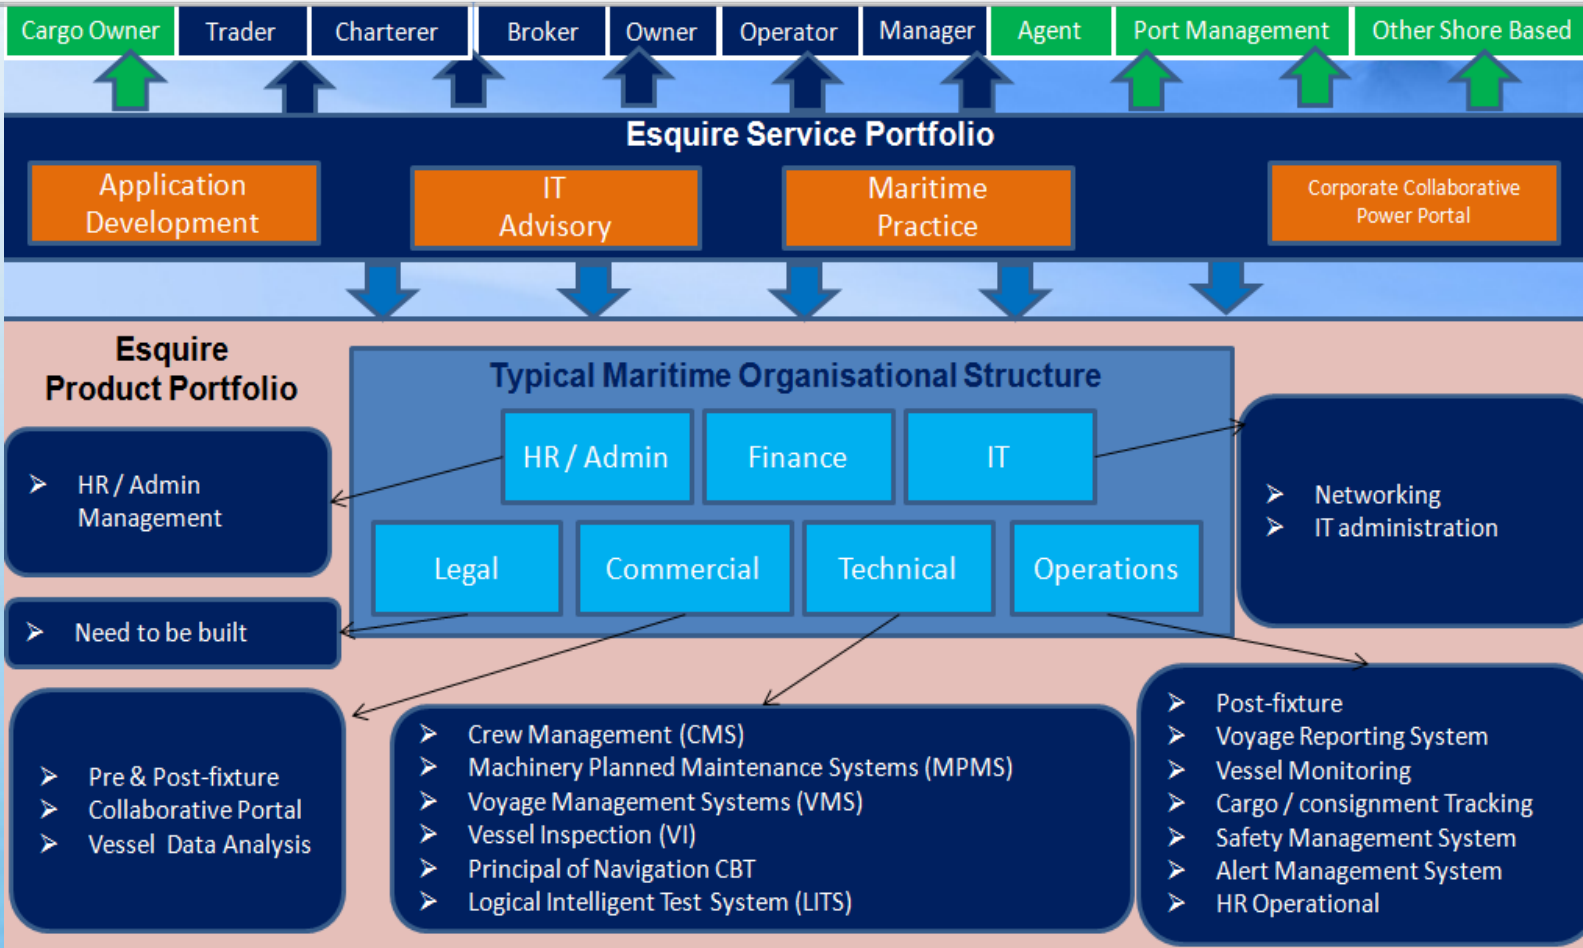 Cargo Owner
Trader
Charterer
Broker
Owner
Operator
Manager
Agent
Port Management
Other Shore Based
Esquire Service Portfolio
Application
Development
IT
Advisory
Maritime
Practice
Corporate Collaborative
Power Portal
Esquire
Product Portfolio
Typical Maritime Organisational Structure
HR / Admin
Finance
IT
Legal
Commercial
Technical
Operations
➢ HR / Admin
Management
➢ Networking
➢ IT administration
➢ Need to be built
➢ Pre & Post-fixture
➢ Collaborative Portal
➢ Vessel Data Analysis
➢ Crew Management (CMS)
➢ Machinery Planned Maintenance Systems (MPMS)
➢ Voyage Management Systems (VMS)
➢ Vessel Inspection (VI)
➢ Principal of Navigation CBT
➢ Logical Intelligent Test System (LITS)
➢ Post-fixture
➢ Voyage Reporting System
➢ Vessel Monitoring
➢ Cargo / consignment Tracking
➢ Safety Management System
➢ Alert Management System
➢ HR Operational